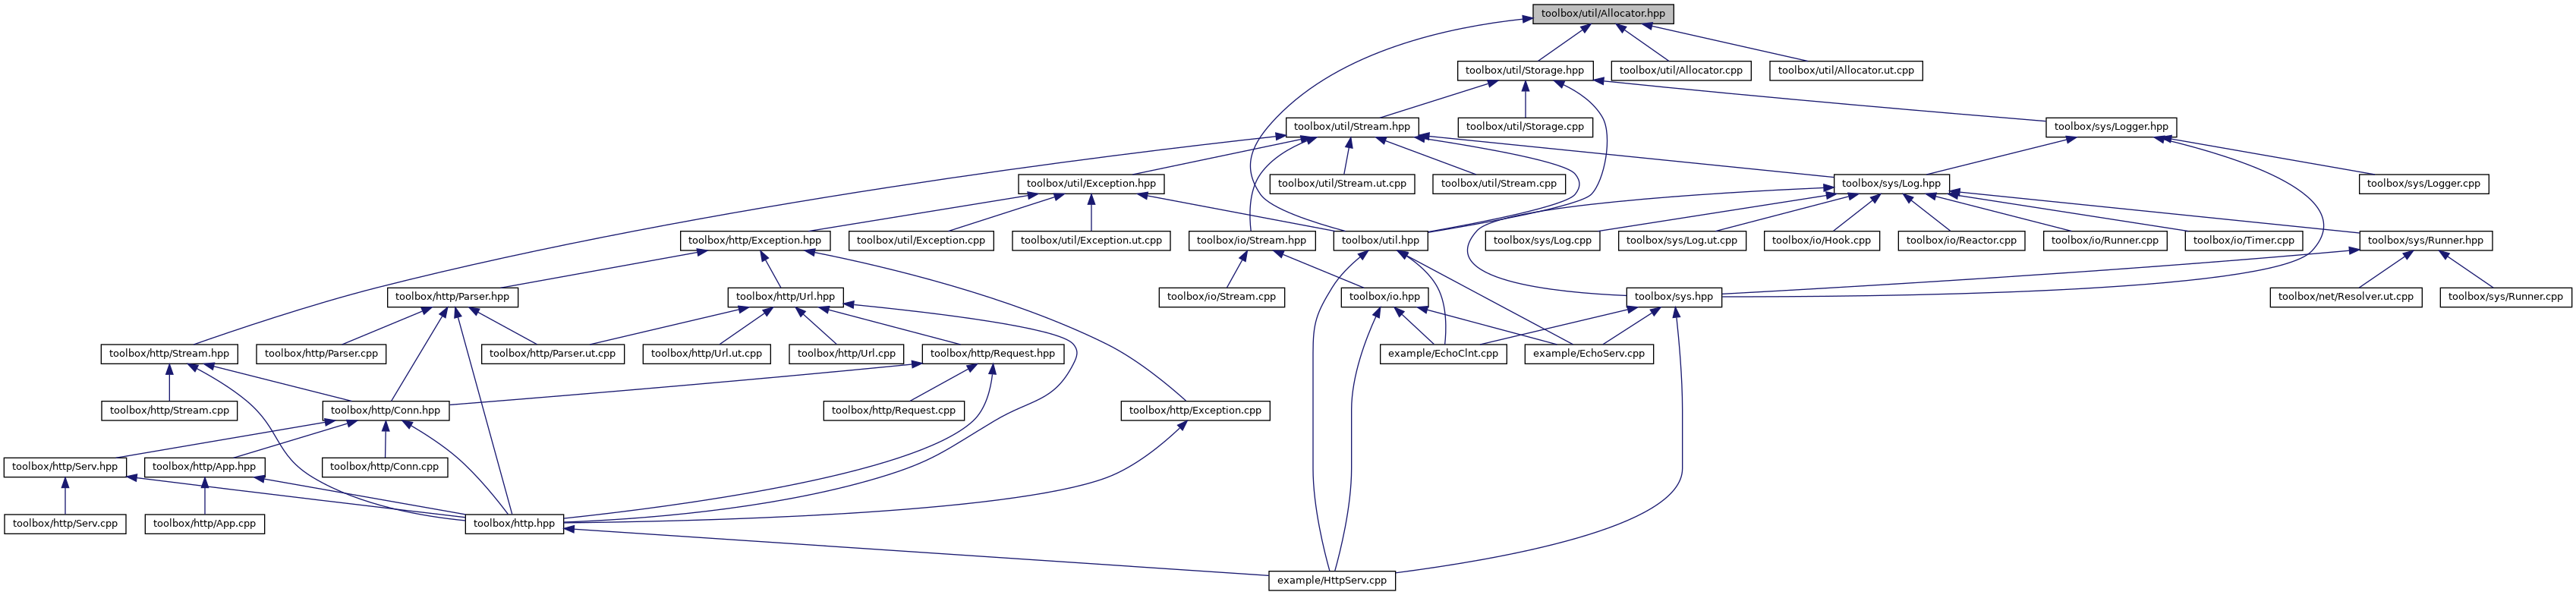 toolbox/util/Allocator.hpp
toolbox/util/Storage.hpp
toolbox/util/Allocator.cpp
toolbox/util/Allocator.ut.cpp
toolbox/util/Stream.hpp
toolbox/util/Storage.cpp
toolbox/sys/Logger.hpp
toolbox/util/Exception.hpp
toolbox/util/Stream.ut.cpp
toolbox/util/Stream.cpp
toolbox/sys/Log.hpp
toolbox/sys/Logger.cpp
toolbox/http/Exception.hpp
toolbox/util/Exception.cpp
toolbox/util/Exception.ut.cpp
toolbox/io/Stream.hpp
toolbox/util.hpp
toolbox/sys/Log.cpp
toolbox/sys/Log.ut.cpp
toolbox/io/Hook.cpp
toolbox/io/Reactor.cpp
toolbox/io/Runner.cpp
toolbox/io/Timer.cpp
toolbox/sys/Runner.hpp
toolbox/http/Parser.hpp
toolbox/http/Url.hpp
toolbox/io/Stream.cpp
toolbox/io.hpp
toolbox/sys.hpp
toolbox/net/Resolver.ut.cpp
toolbox/sys/Runner.cpp
toolbox/http/Stream.hpp
toolbox/http/Parser.cpp
toolbox/http/Parser.ut.cpp
toolbox/http/Url.ut.cpp
toolbox/http/Url.cpp
toolbox/http/Request.hpp
example/EchoClnt.cpp
example/EchoServ.cpp
toolbox/http/Stream.cpp
toolbox/http/Conn.hpp
toolbox/http/Request.cpp
toolbox/http/Exception.cpp
toolbox/http/Serv.hpp
toolbox/http/App.hpp
toolbox/http/Conn.cpp
toolbox/http/Serv.cpp
toolbox/http/App.cpp
toolbox/http.hpp
example/HttpServ.cpp